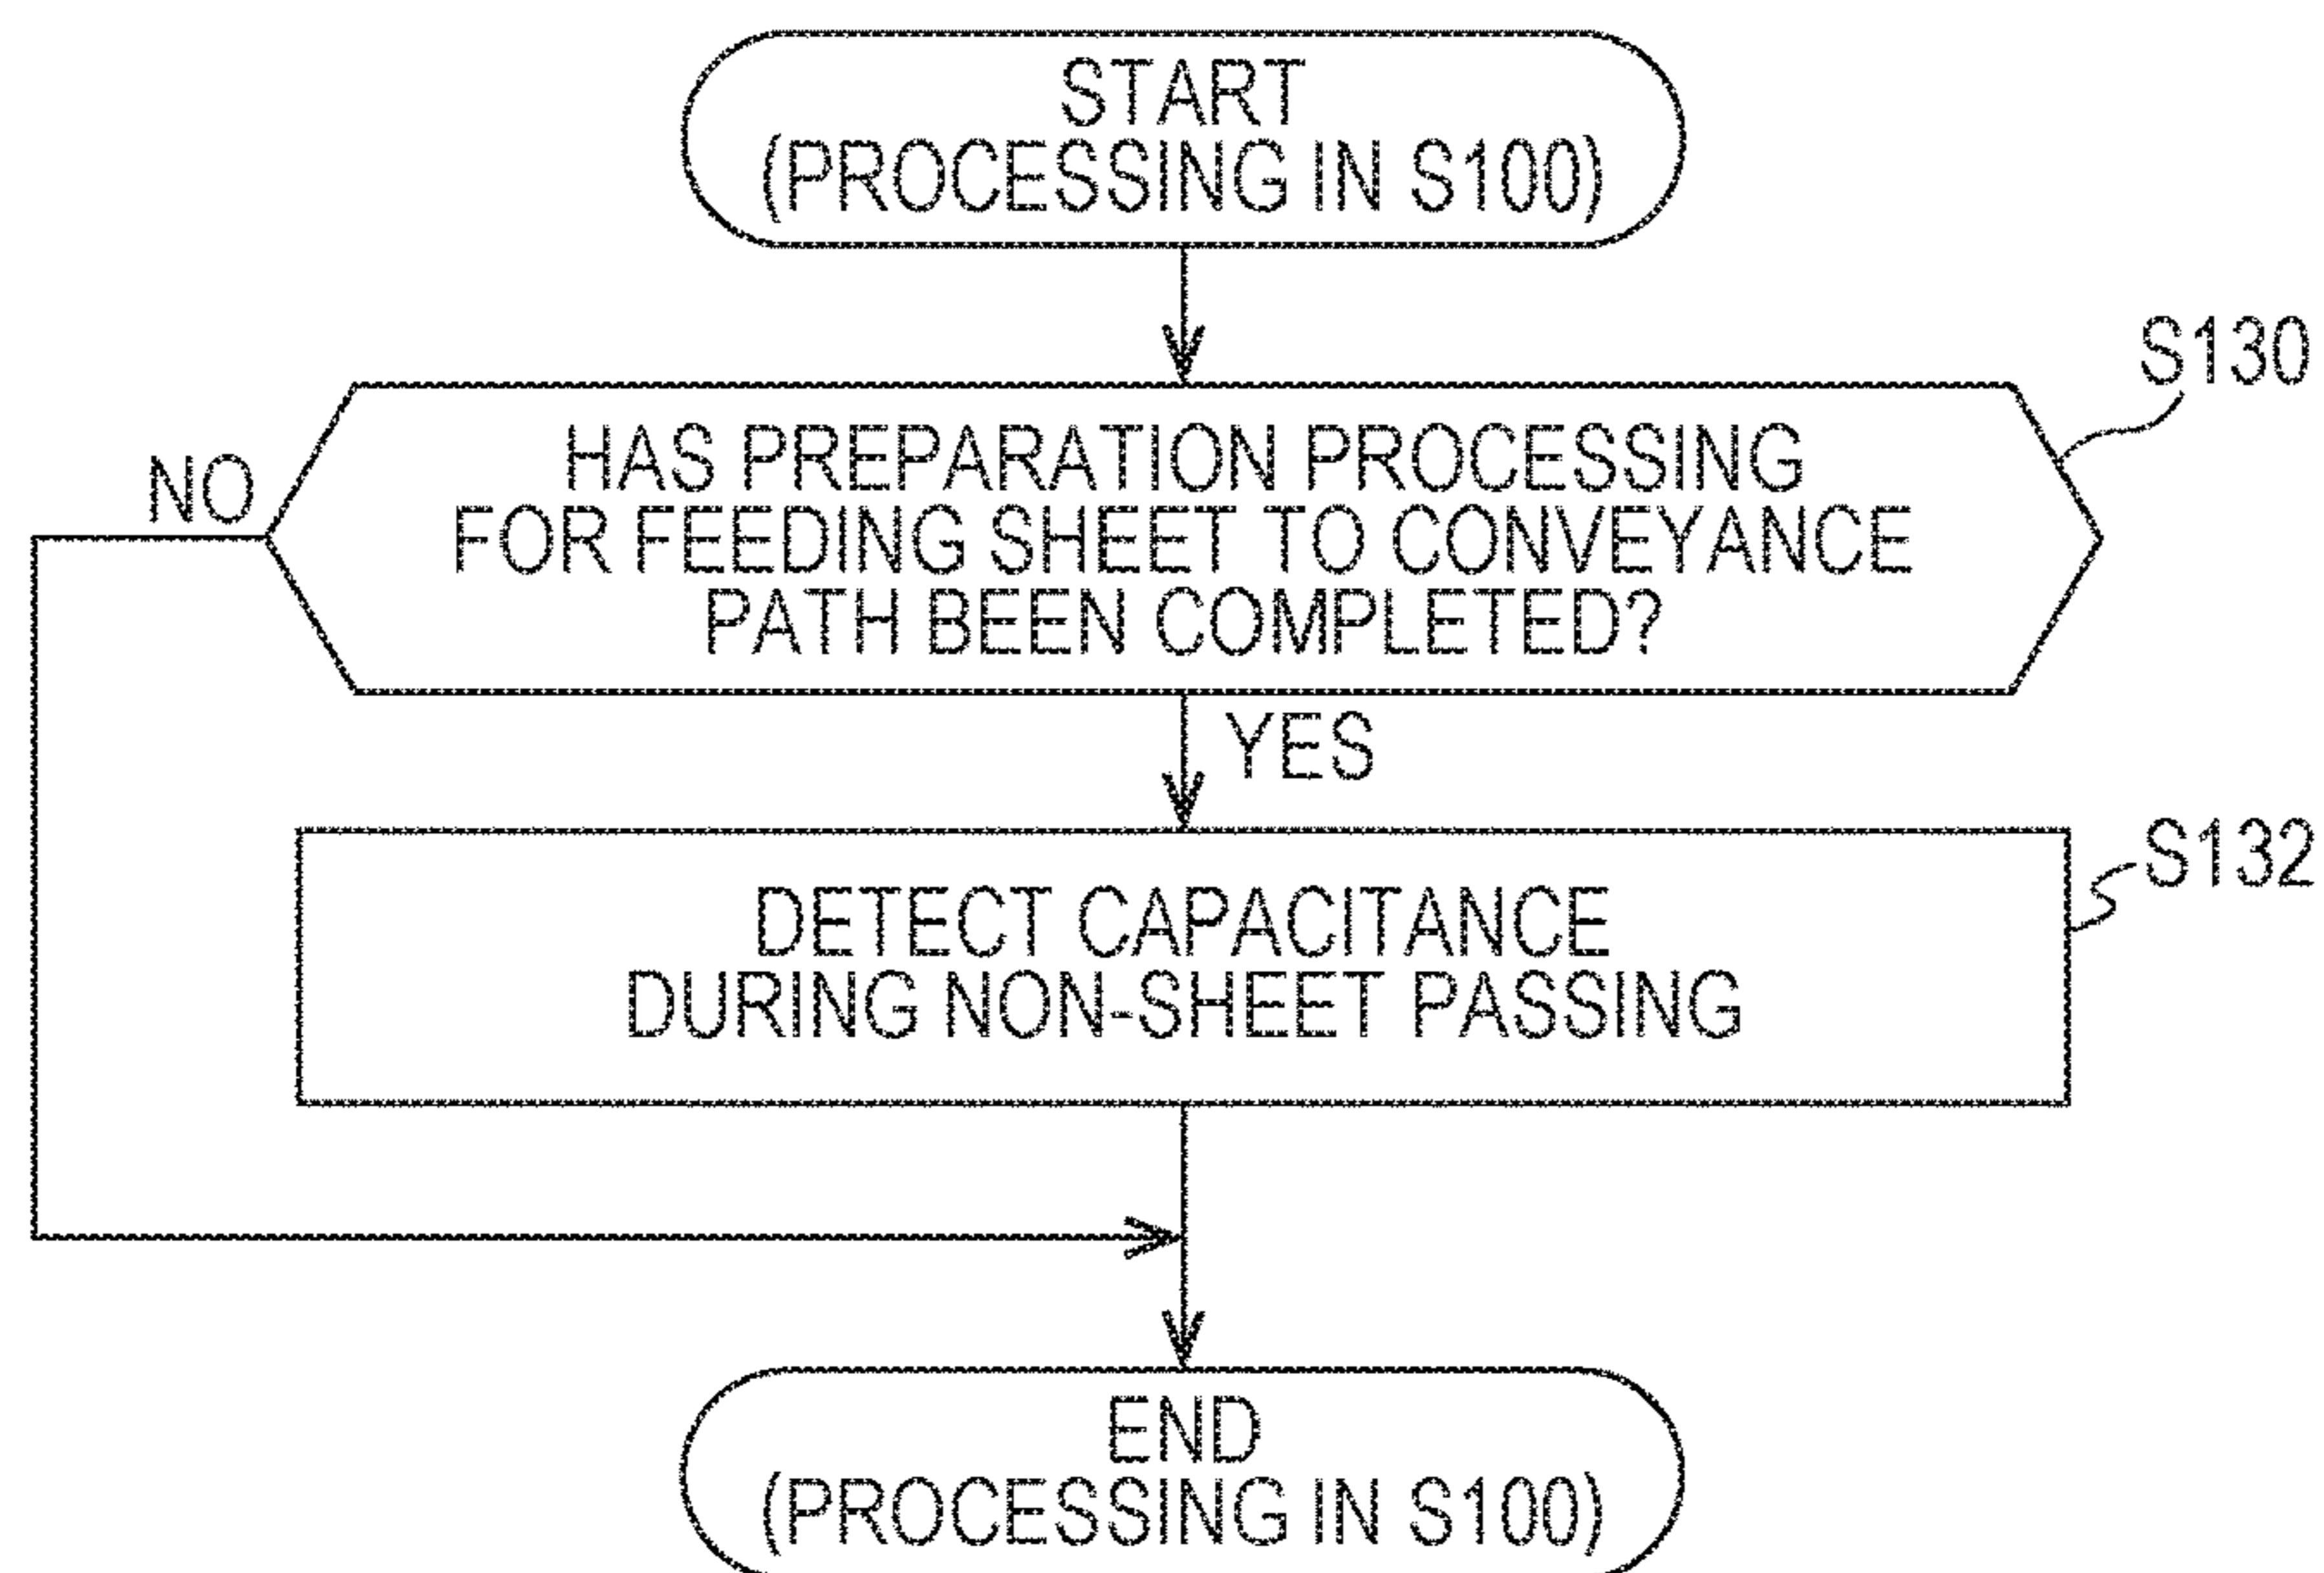 START
(PROCESSING IN S100)
S130
HAS PREPARATION PROCESSING
FOR FEEDING SHEET TO CONVEYANCE
PATH BEEN COMPLETED?
NO
YES
S132
DETECT CAPACITANCE
DURING NON-SHEET PASSING
END
(PROCESSING IN S100)